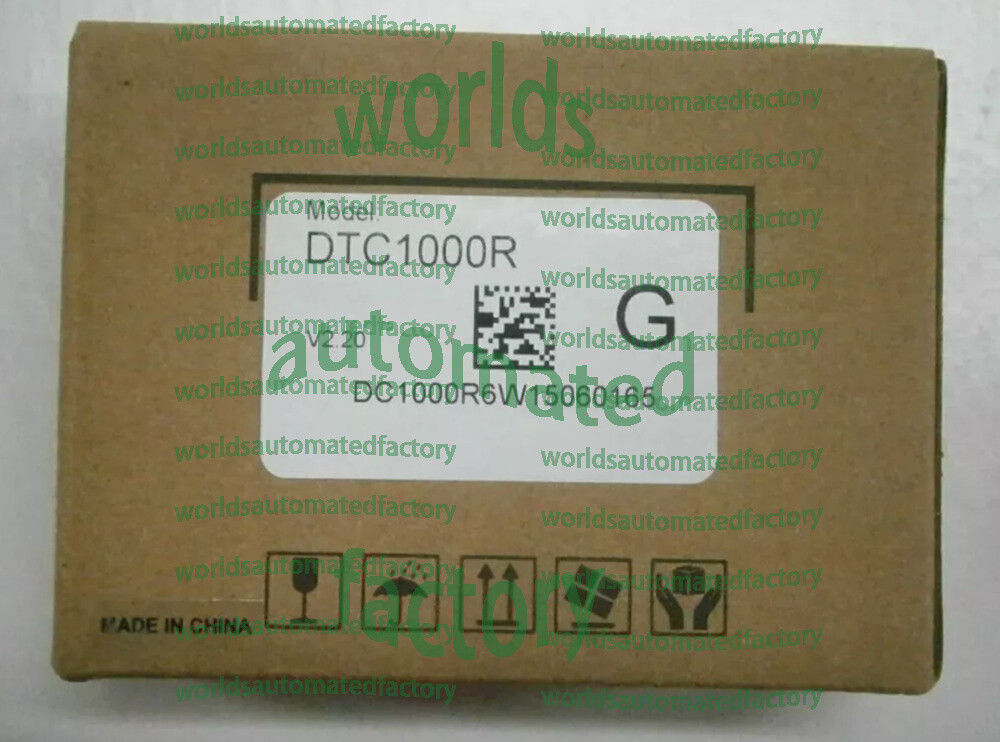 worldsautomatedfactory worldsautomatedfactory
worlds
worldsautomatedfactory worldsautomatedfactory
worldsautomatedfactory worldsautomatedfactory
worldsautomatedfactory worldsautomatedfactory
Model:
DTC1000R
worldsautomatedfactory worldsautomatedfactory
G
worldsautomatedfactory worldsautomatedfactory
V2.20
automated
worldsautomatedfactory worldsautomatedfactory
DC1000R6W15060165
worldsautomatedfactory worldsautomatedfactory
worldsautomatedfactory worldsautomatedfactory
worldsautomatedfactory worldsautomatedfactory
factory
worldsautomatedfactory worldsautomatedfactory
MADE IN CHINA
worldsautomatedfactory worldsautomatedfactory